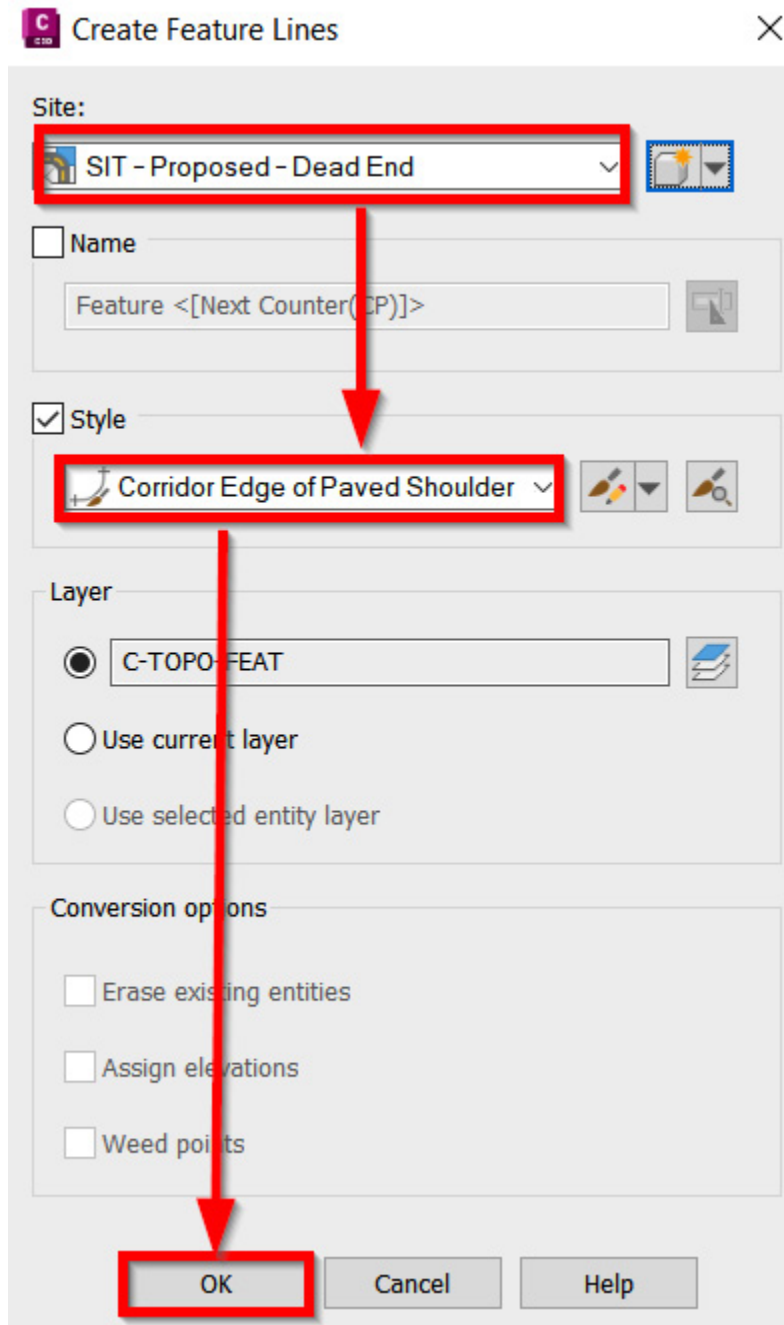 C
C3D
Create Feature Lines
Site:
SIT - Proposed - Dead End
Name
Feature <[Next Counter(CP)]>
Style
Corridor Edge of Paved Shoulder
Layer
C-TOPO-FEAT
Use current layer
Use selected entity layer
Conversion options
Erase existing entities
Assign elevations
Weed points
OK Cancel Help